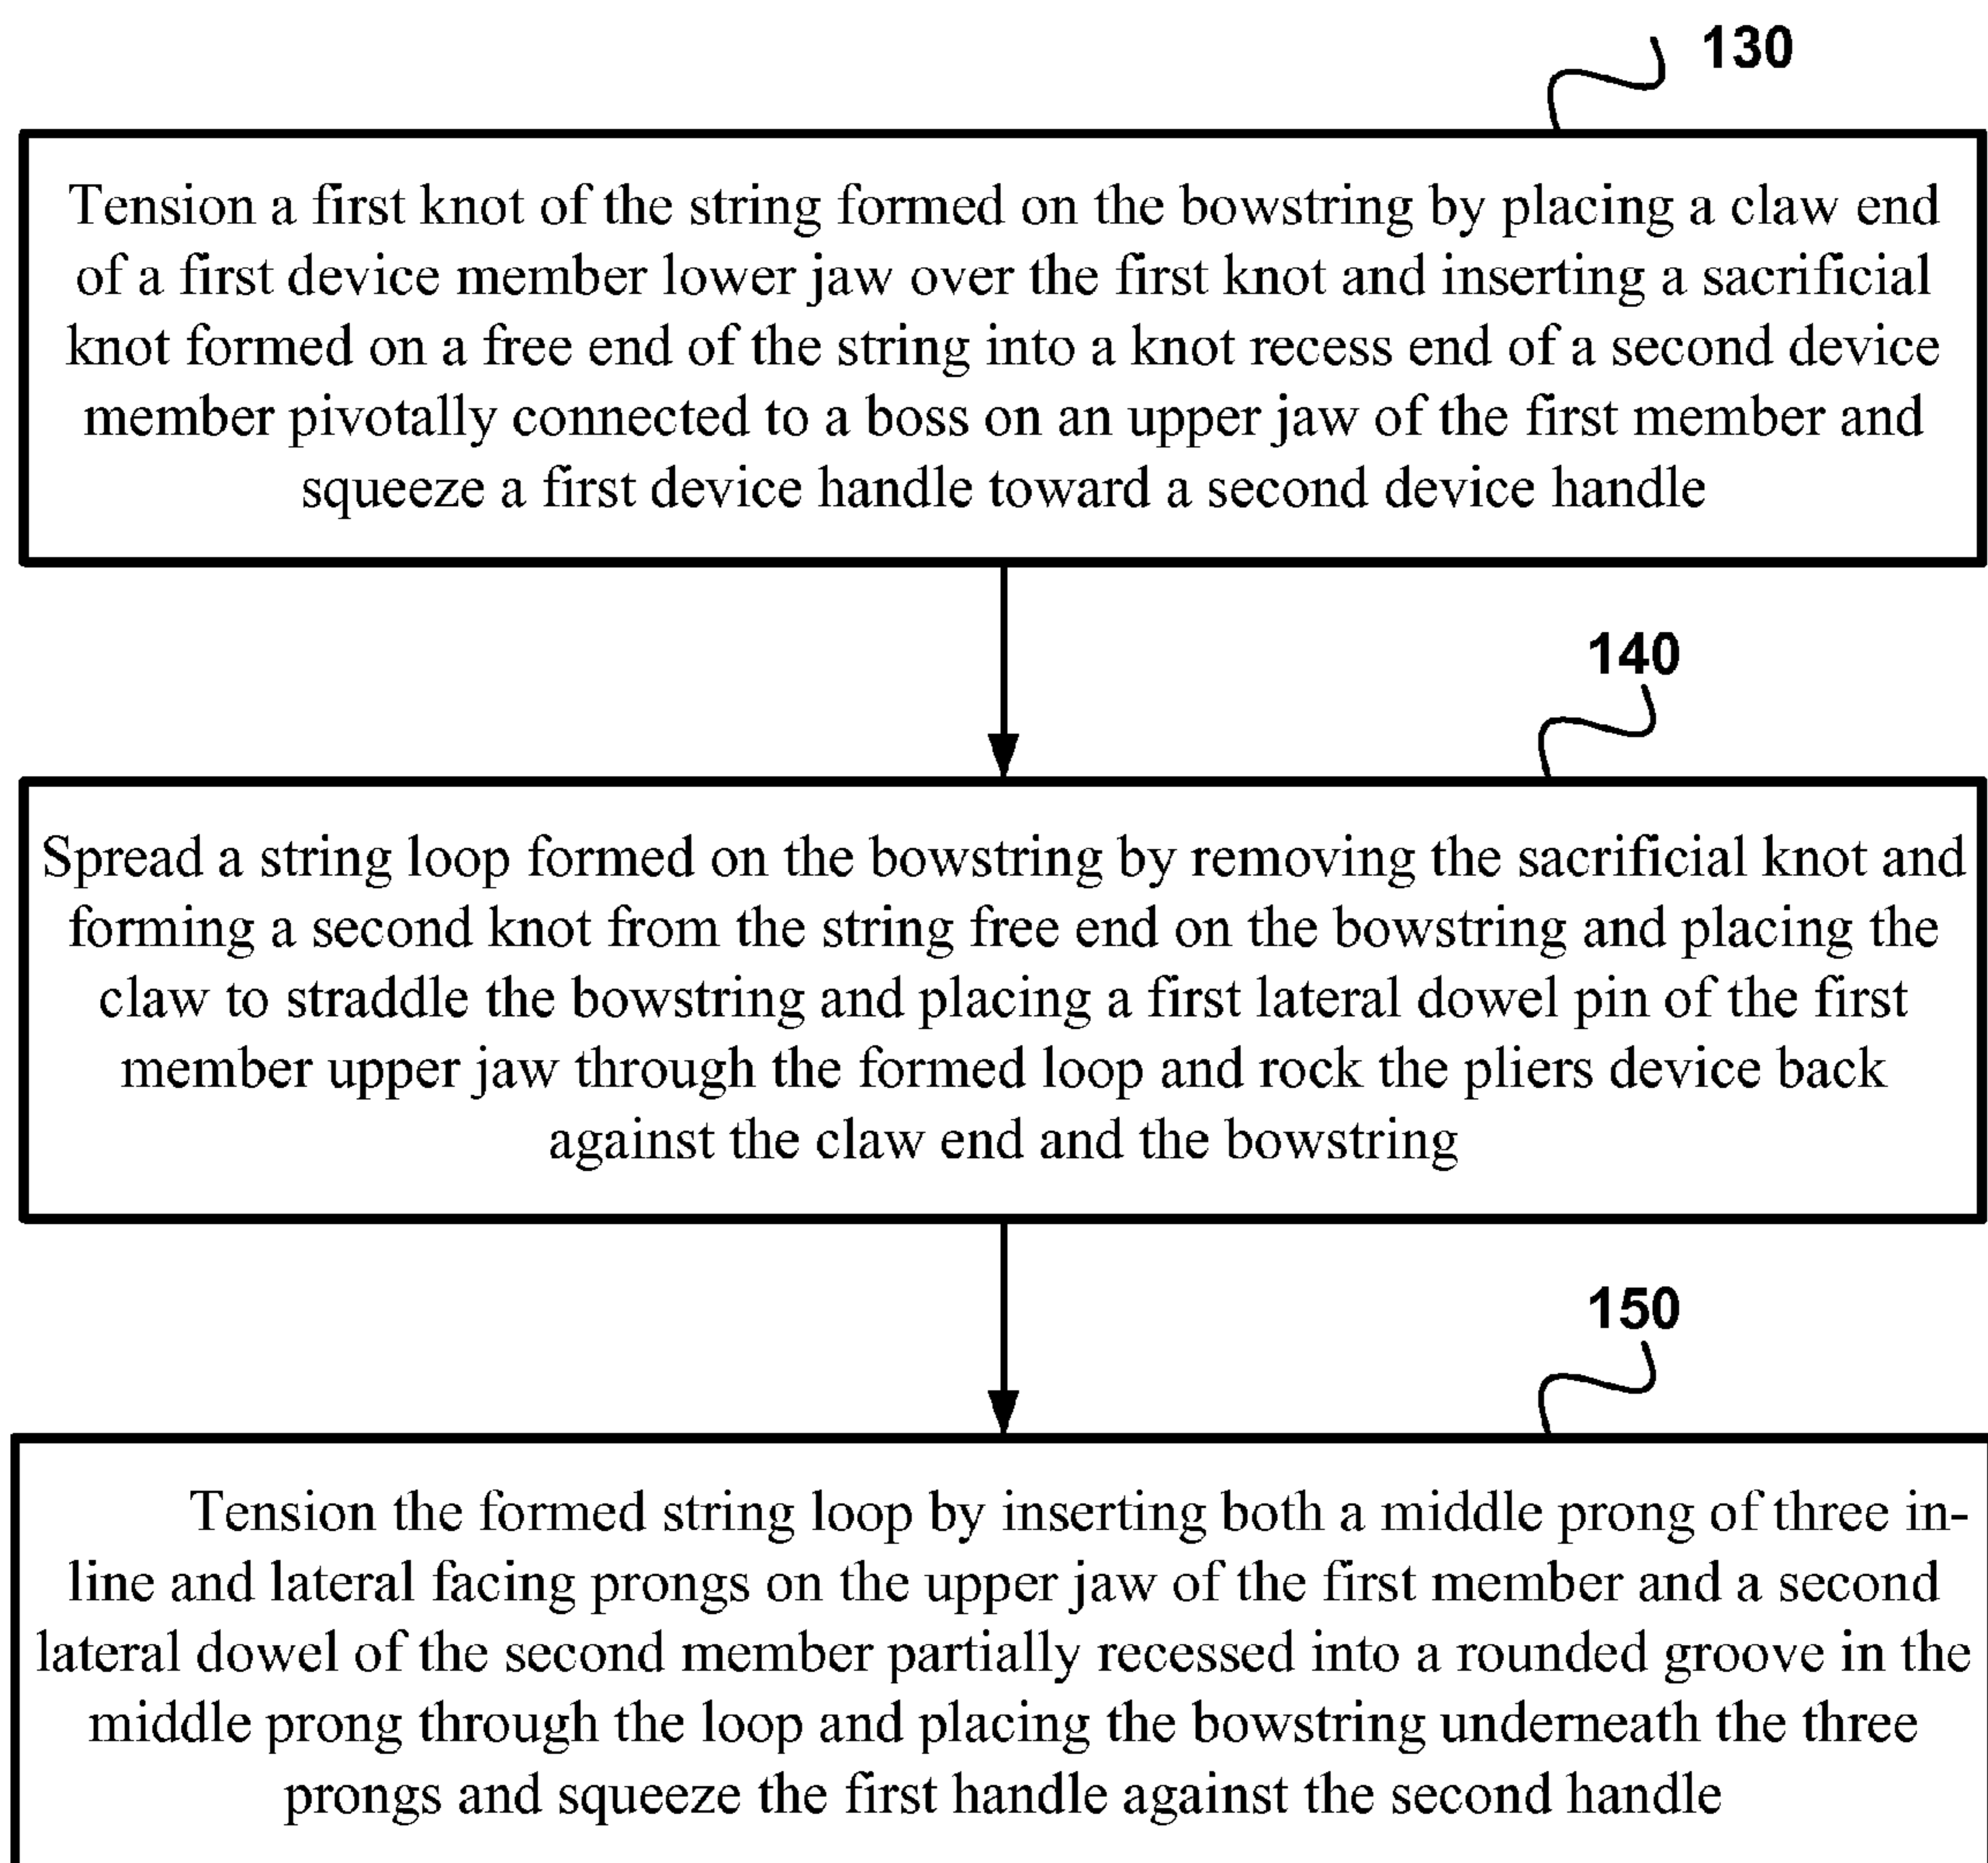 130
Tension a first knot of the string formed on the bowstring by placing a claw end
of a first device member lower jaw over the first knot and inserting a sacrificial
knot formed on a free end of the string into a knot recess end of a second device
member pivotally connected to a boss on an upper jaw of the first member and
squeeze a first device handle toward a second device handle
140
Spread a string loop formed on the bowstring by removing the sacrificial knot and
forming a second knot from the string free end on the bowstring and placing the
claw to straddle the bowstring and placing a first lateral dowel pin of the first
member upper jaw through the formed loop and rock the pliers device back
against the claw end and the bowstring
150
Tension the formed string loop by inserting both a middle prong of three in-
line and lateral facing prongs on the upper jaw of the first member and a second
lateral dowel of the second member partially recessed into a rounded groove in the
middle prong through the loop and placing the bowstring underneath the three
prongs and squeeze the first handle against the second handle